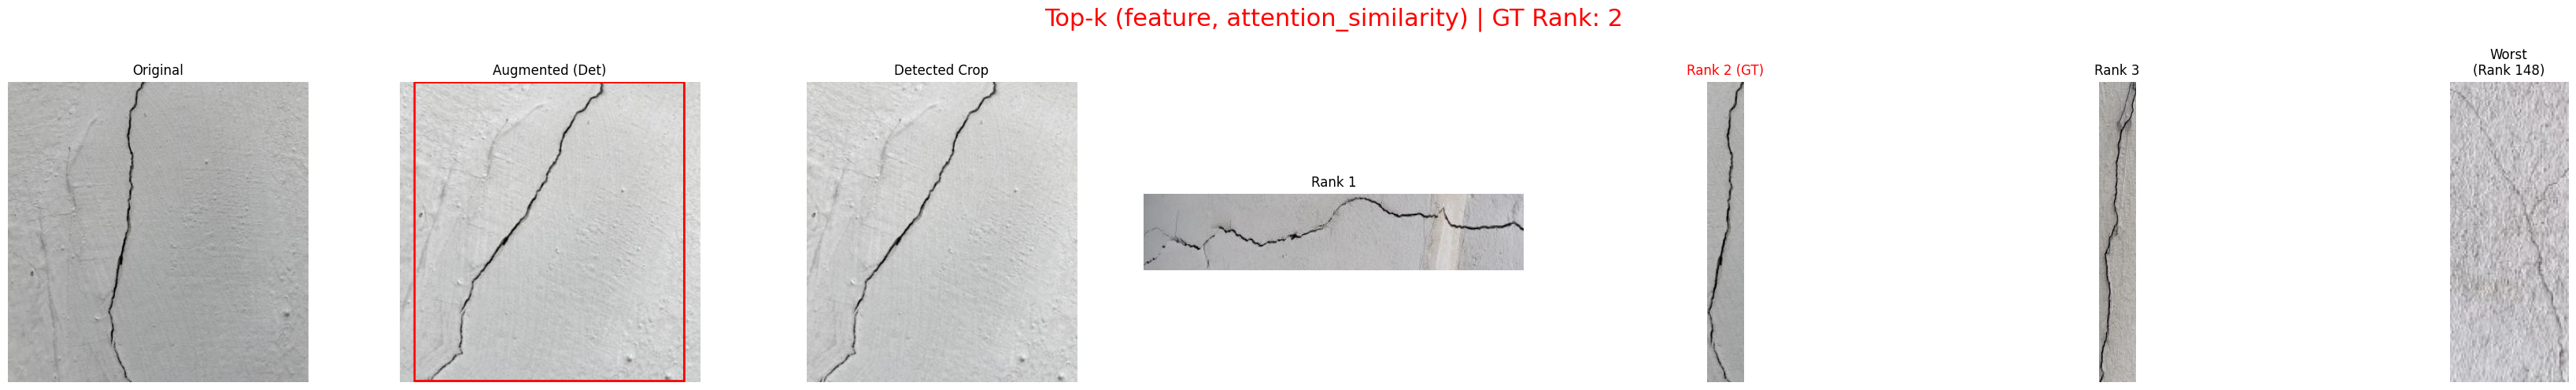 Top-k (feature, attention_similarity) | GT Rank: 2
Original
Augmented (Det)
Detected Crop
Rank 1
Rank 2 (GT)
Rank 3
Worst
(Rank 148)